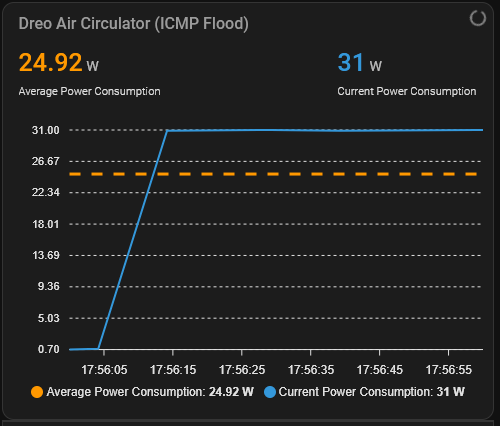 Dreo Air Circulator (ICMP Flood)
24.92 W
31 W
Average Power Consumption
Current Power Consumption
31.00
26.67
22.34
18.01
13.69
9.36
5.03
0.70
17:56:05 17:56:15 17:56:25 17:56:35 17:56:45 17:56:55
Average Power Consumption: 24.92 W Current Power Consumption: 31 W